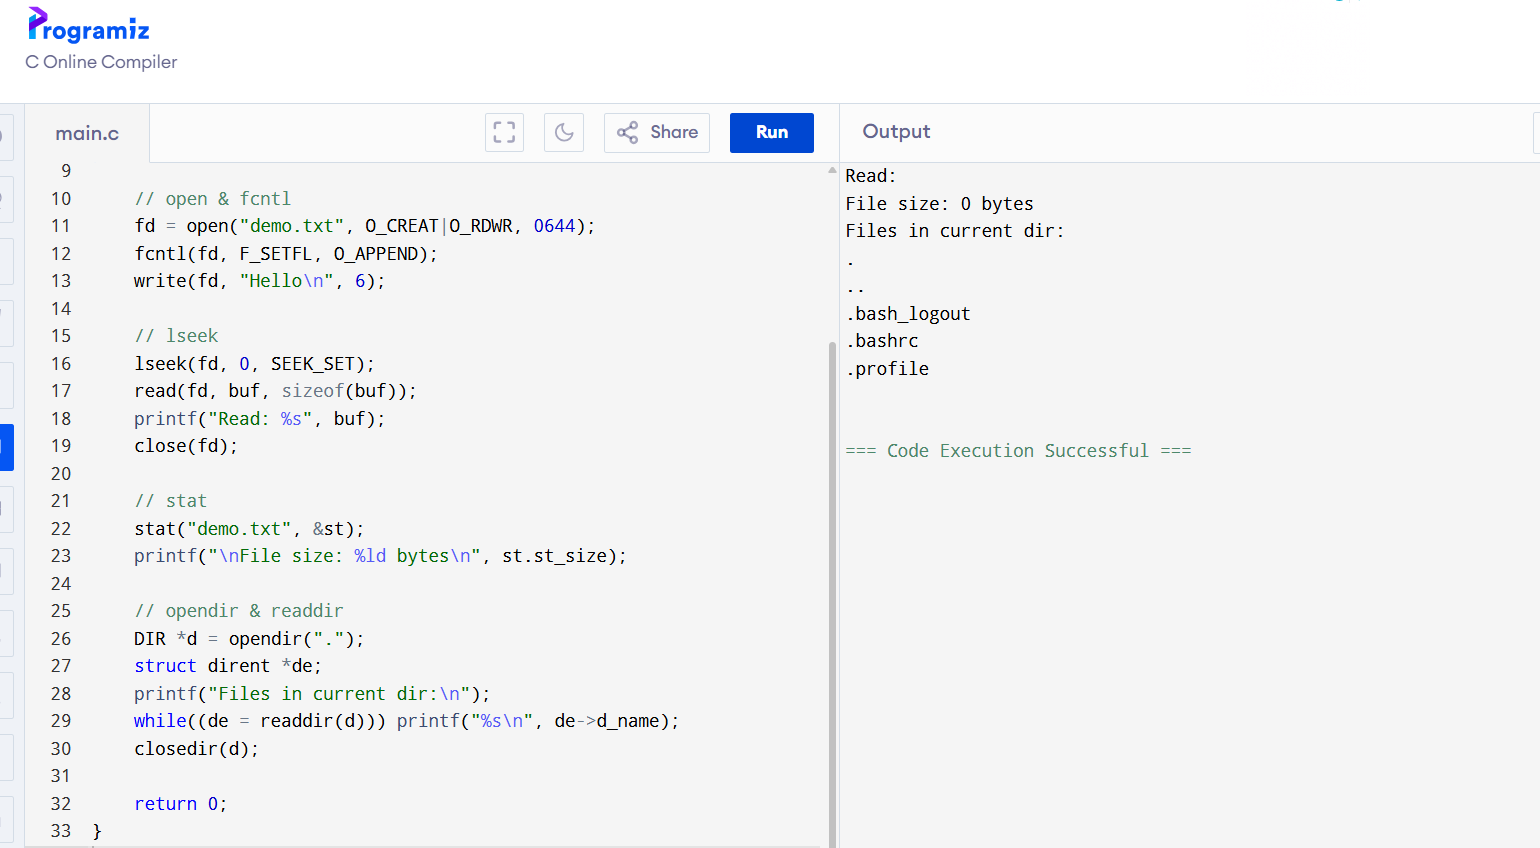 Programiz
C Online Compiler
main.c
Share
Run
Output
9
10 // open & fcntl
11 fd = open("demo.txt", O_CREAT|O_RDWR, 0644);
12 fcntl(fd, F_SETFL, O_APPEND);
13 write(fd, "Hello\n", 6);
14
15 // lseek
16 lseek(fd, 0, SEEK_SET);
17 read(fd, buf, sizeof(buf));
18 printf("Read: %s", buf);
19 close(fd);
20
21 // stat
22 stat("demo.txt", &st);
23 printf("\nFile size: %ld bytes\n", st.st_size);
24
25 // opendir & readdir
26 DIR *d = opendir(".");
27 struct dirent *de;
28 printf("Files in current dir:\n");
29 while((de = readdir(d))) printf("%s\n", de->d_name);
30 closedir(d);
31
32 return 0;
33 }
Read:
File size: 0 bytes
Files in current dir:
.
..
.bash_logout
.bashrc
.profile
=== Code Execution Successful ===